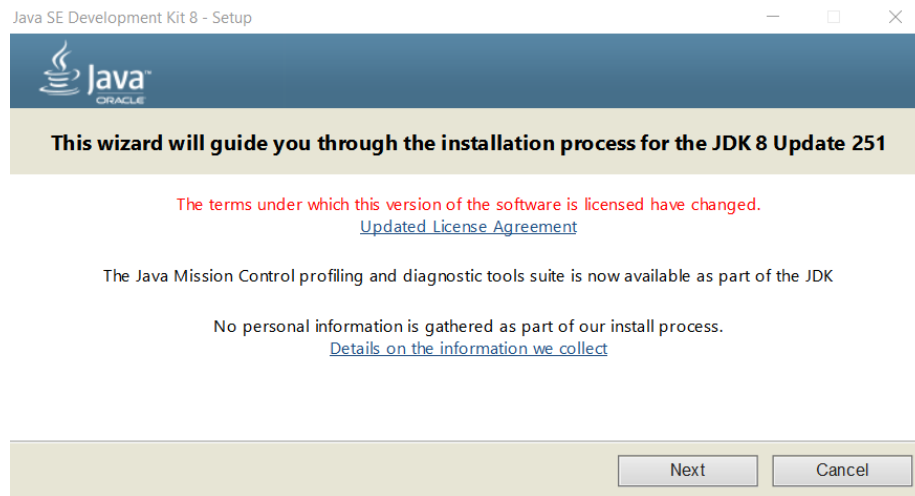 Java SE Development Kit 8 - Setup
Java™
ORACLE
This wizard will guide you through the installation process for the JDK 8 Update 251
The terms under which this version of the software is licensed have changed.
Updated License Agreement
The Java Mission Control profiling and diagnostic tools suite is now available as part of the JDK
No personal information is gathered as part of our install process.
Details on the information we collect
Next Cancel